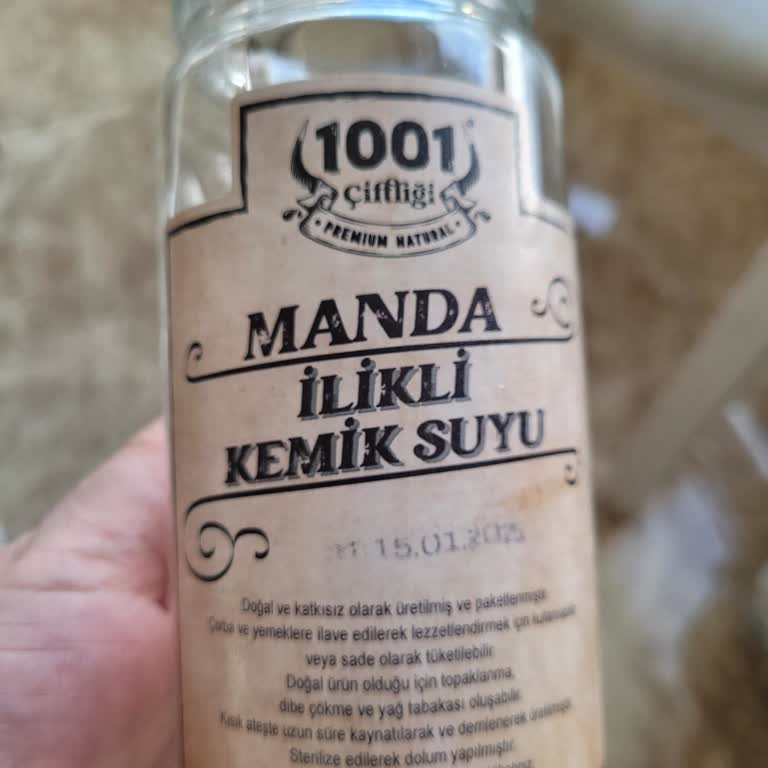 1001
Çiftliği
• PREMIUM NATURAL •
MANDA
İLİKLİ
KEMİK SUYU
15.01.2025
Doğal ve katkısız olarak üretilmiş ve paketlenmiştir.
Çorba ve yemeklere ilave edilerek lezzetlendirmek için
veya sade olarak tüketilebilir.
Doğal ürün olduğu için topaklanma,
dibe çökme ve yağ tabakası oluşabilir.
Kısık ateşte uzun süre kaynatılarak ve demlenerek
Sterilize edilerek dolum yapılmıştır.